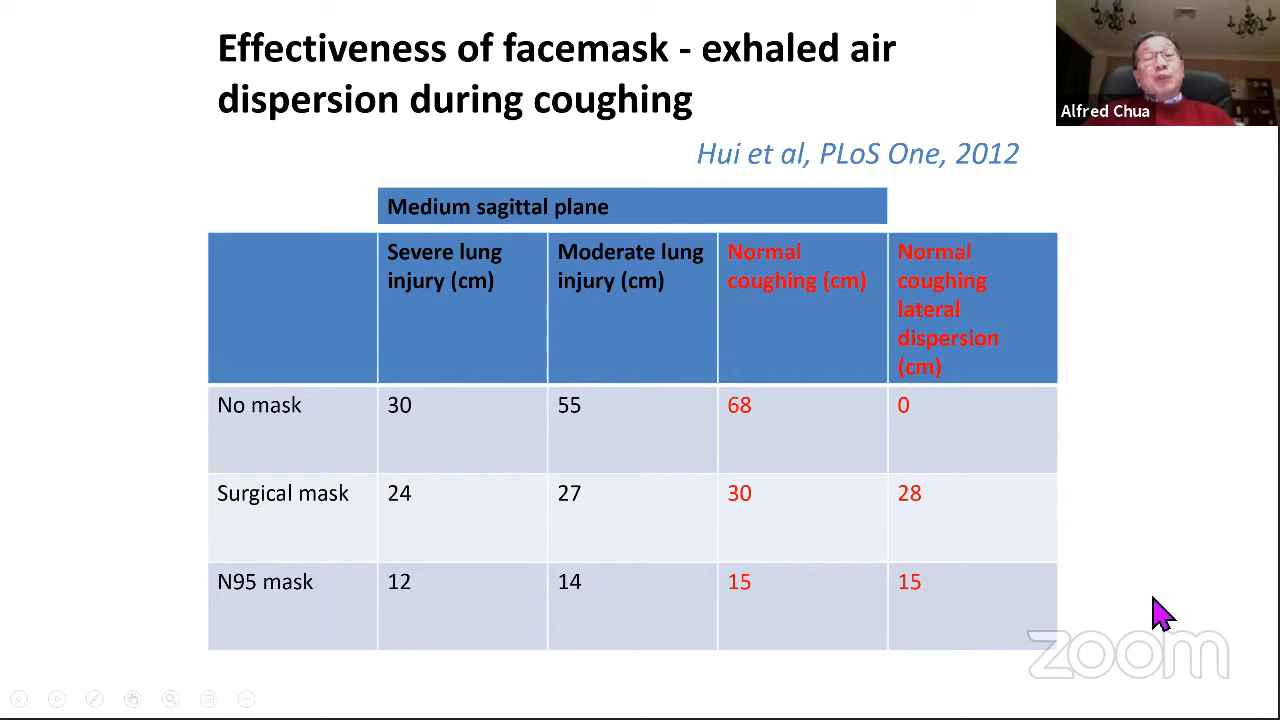 Effectiveness of facemask - exhaled air
dispersion during coughing
Alfred Chua
Hui et al, PLoS One, 2012
Medium sagittal plane
Severe lung
injury (cm)
Moderate lung
injury (cm)
Normal
coughing (cm)
Normal
coughing
lateral
dispersion
(cm)
No mask 30 55 68 0
Surgical mask 24 27 30 28
N95 mask 12 14 15 15
zoom